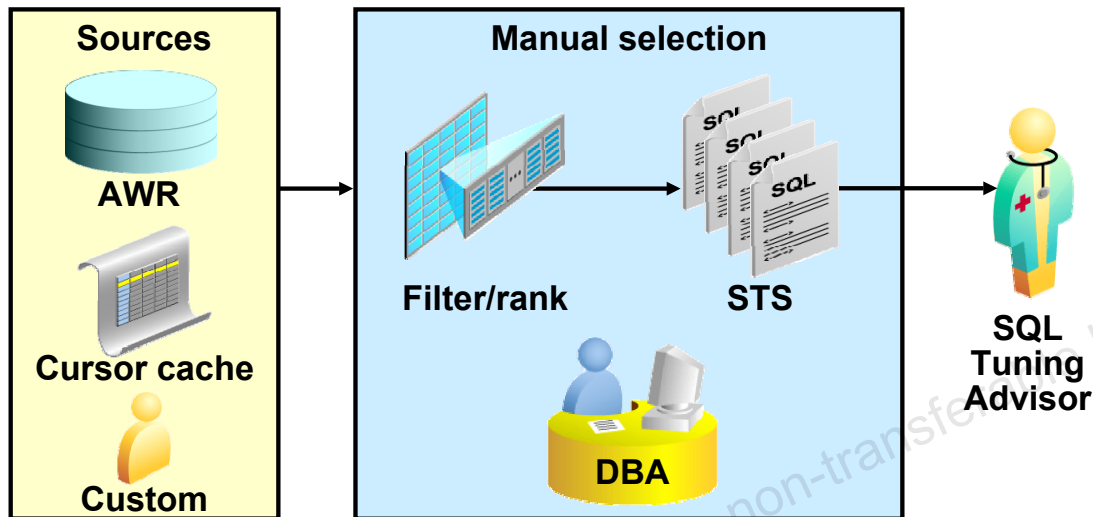 Sources
AWR
Cursor cache
Custom
Manual selection
Filter/rank
SQL
SQL
SQL
SQL
STS
DBA
SQL
Tuning
Advisor
non-transferable